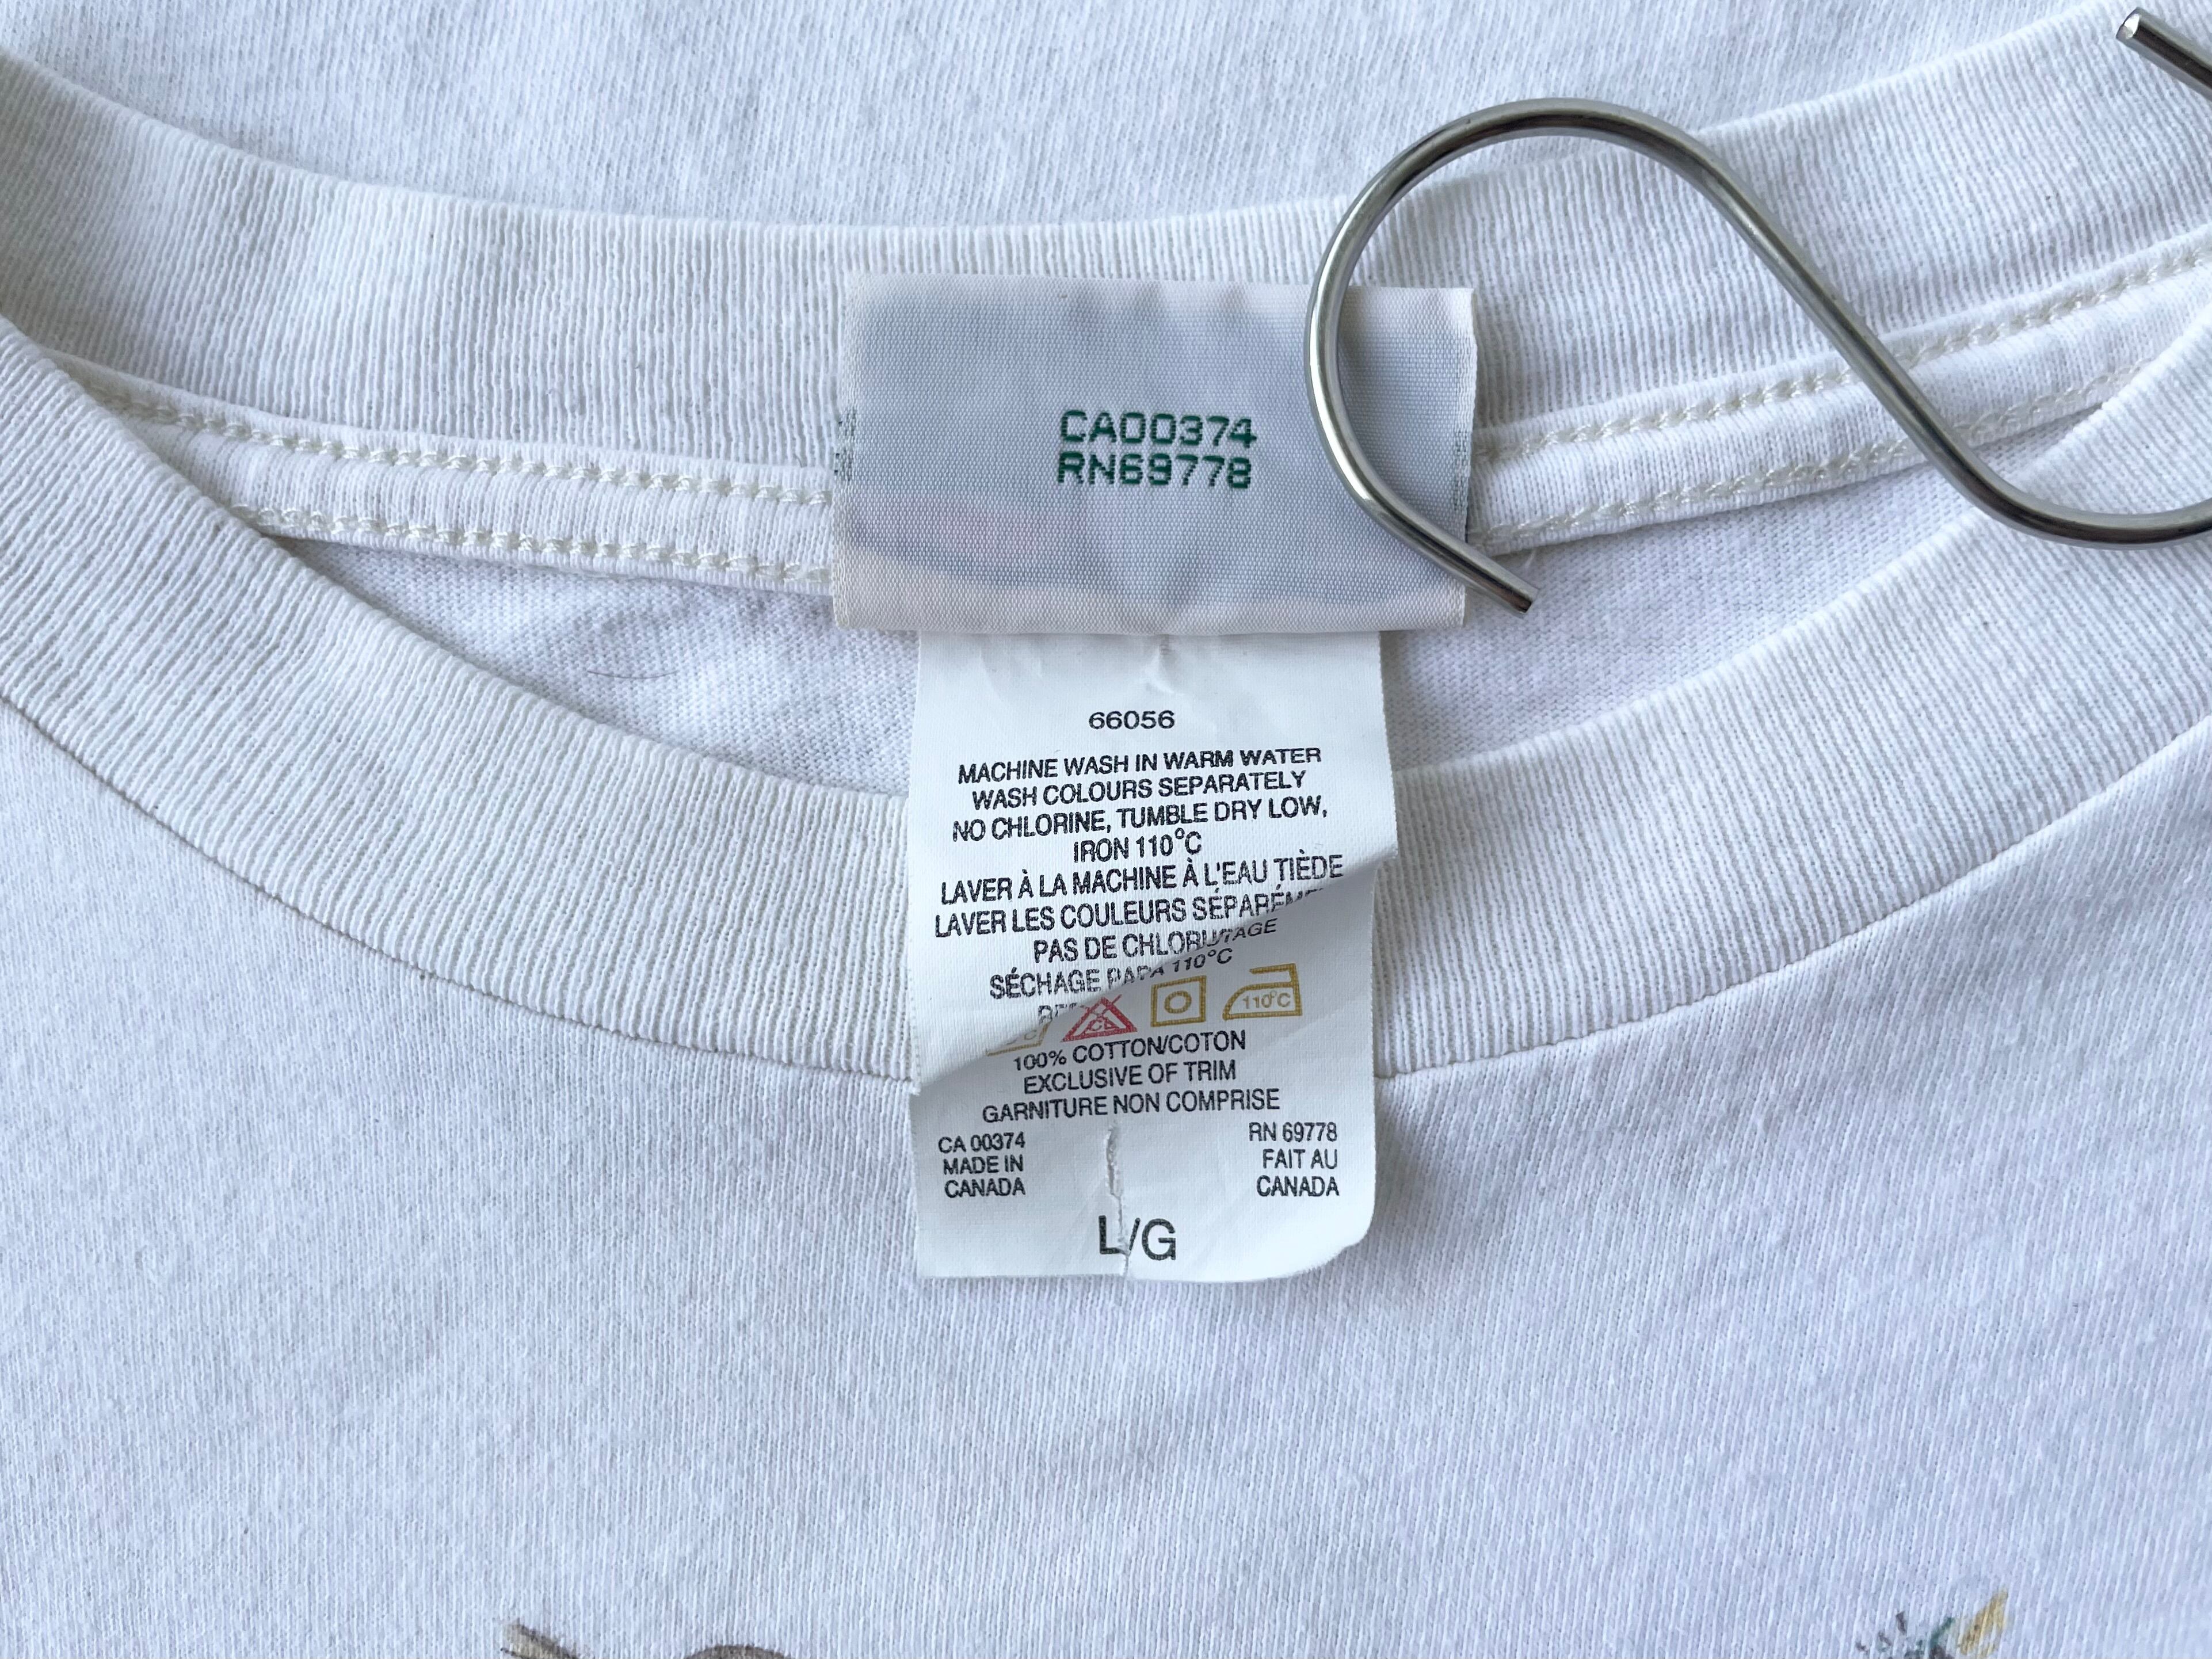 CA00374
RN69778
66056
MACHINE WASH IN WARM WATER
WASH COLOURS SEPARATELY
NO CHLORINE, TUMBLE DRY LOW,
IRON 110°C
LAVER À LA MACHINE À L'EAU TIÈDE
LAVER LES COULEURS
PAS DE
SÉCHAGE
110°C
CL
110°C
100% COTTON/COTON
EXCLUSIVE OF TRIM
GARNITURE NON COMPRISE
CA 00374 RN 69778
MADE IN FAIT AU
CANADA CANADA
L/G